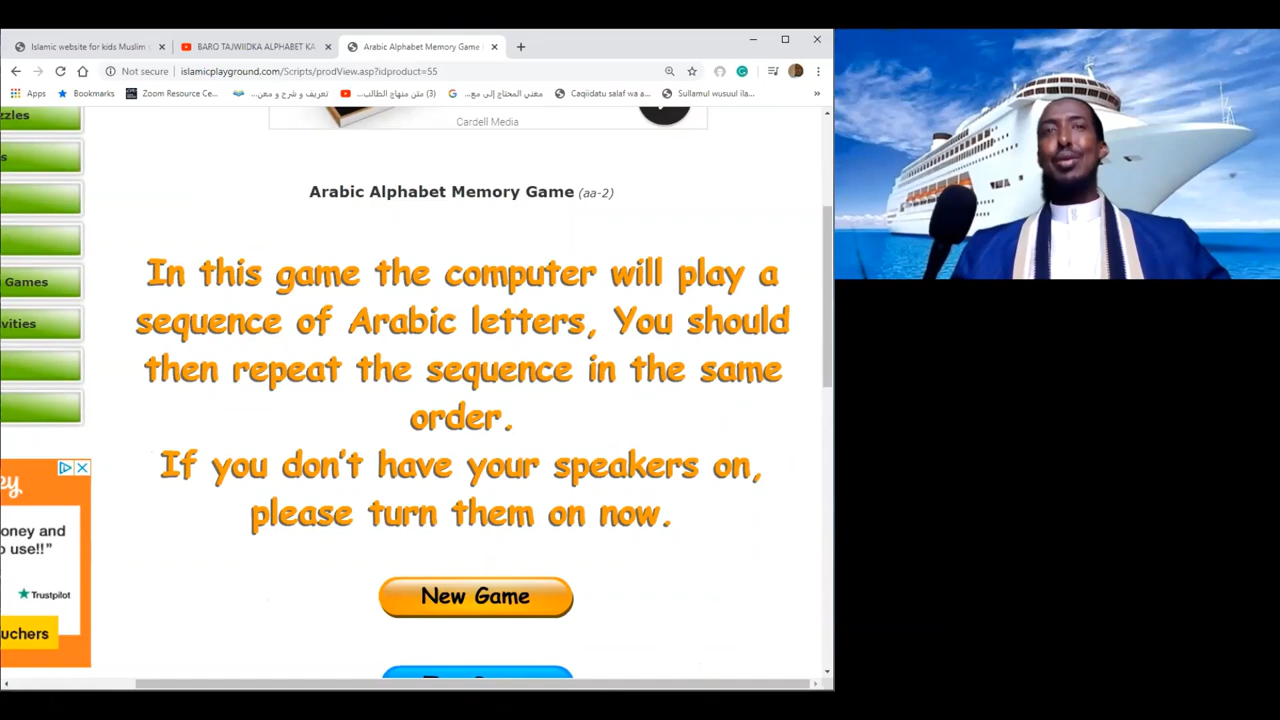 Islamic website for kids Muslim
BARO TAJWIIDKA ALPHABET KA
Arabic Alphabet Memory Game
Not secure
islamicplayground.com/Scripts/prodView.asp?idproduct=55
Apps
Bookmarks
Zoom Resource Ce...
تعريف و شرح و معن...
(3) متن منهاج الطالب...
مغني المحتاج إلى مع...
Caqiidatu salaf wa a...
Sullamul wusuul ila...
»
Cardell Media
zzles
s
Games
vities
Arabic Alphabet Memory Game (aa-2)
In this game the computer will play a
sequence of Arabic letters, You should
then repeat the sequence in the same
order.
If you don't have your speakers on,
please turn them on now.
New Game
ey
oney and
o use!!”
Trustpilot
uchers